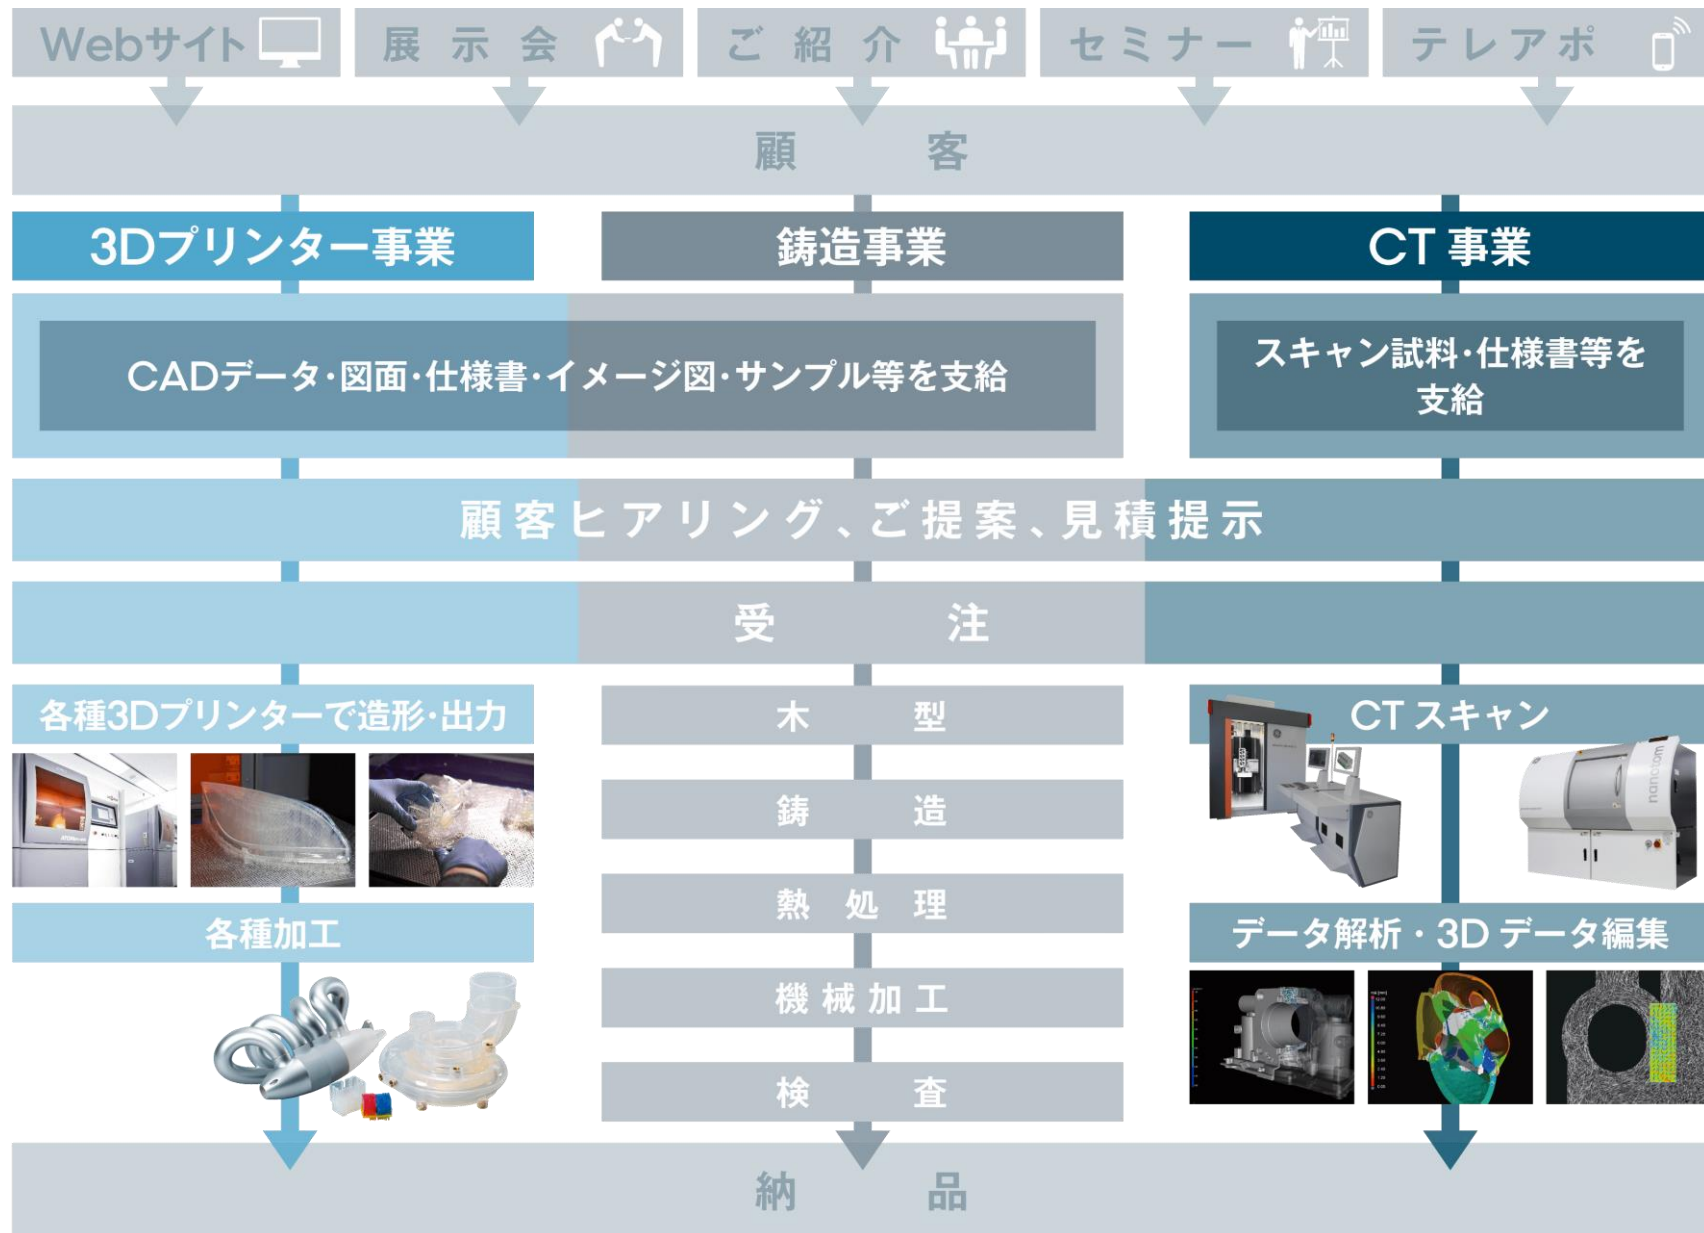 Webサイト
展示会
ご紹介
セミナー
テレアポ
顧客
3Dプリンター事業
鋳造事業
CT 事業
CADデータ・図面・仕様書・イメージ図・サンプル等を支給
スキャン試料・仕様書等を
支給
顧客ヒアリング、ご提案、見積提示
受注
各種3Dプリンターで造形・出力
木型
CT スキャン
nanotom
鋳造
熱処理
各種加工
データ解析・3D データ編集
機械加工
検査
納品